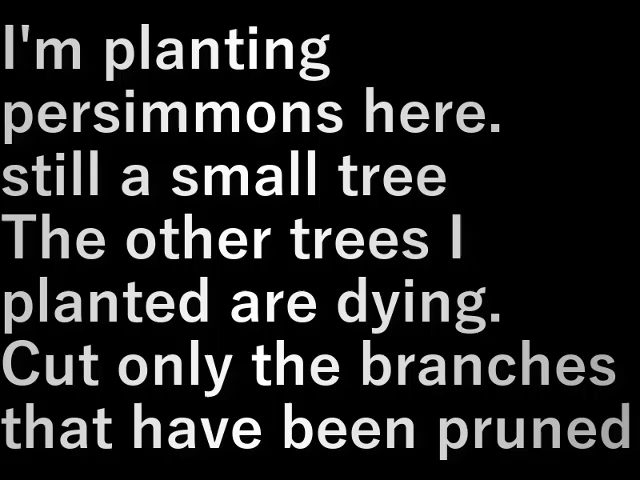 I'm planting
persimmons here.
still a small tree
The other trees I
planted are dying.
Cut only the branches
that have been pruned